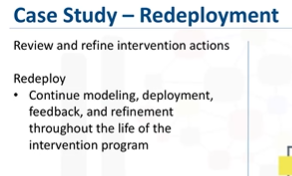 Case Study – Redeployment
Review and refine intervention actions
Redeploy
• Continue modeling, deployment,
feedback, and refinement
throughout the life of the
intervention program